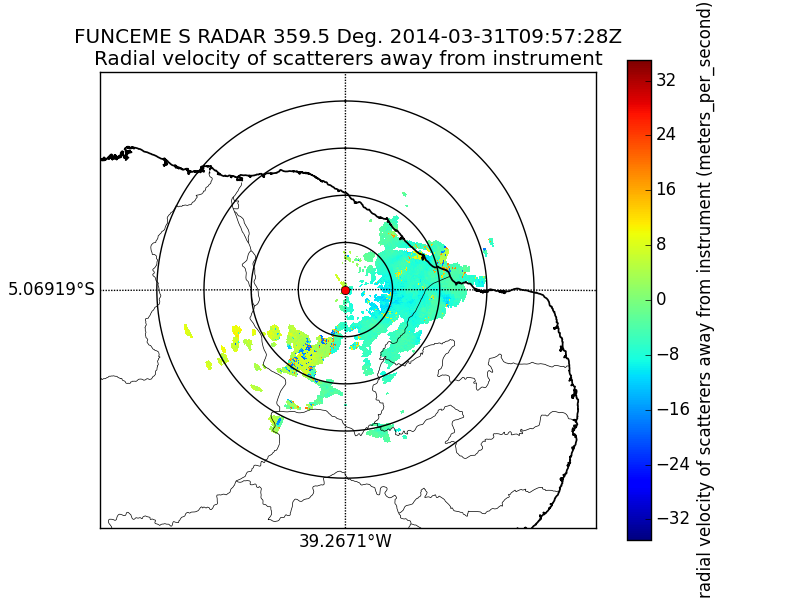 FUNCEME S RADAR 359.5 Deg. 2014-03-31T09:57:28Z
Radial velocity of scatterers away from instrument
5.06919°S
39.2671°W
32
24
16
8
0
−8
−16
−24
−32
radial velocity of scatterers away from instrument (meters_per_second)